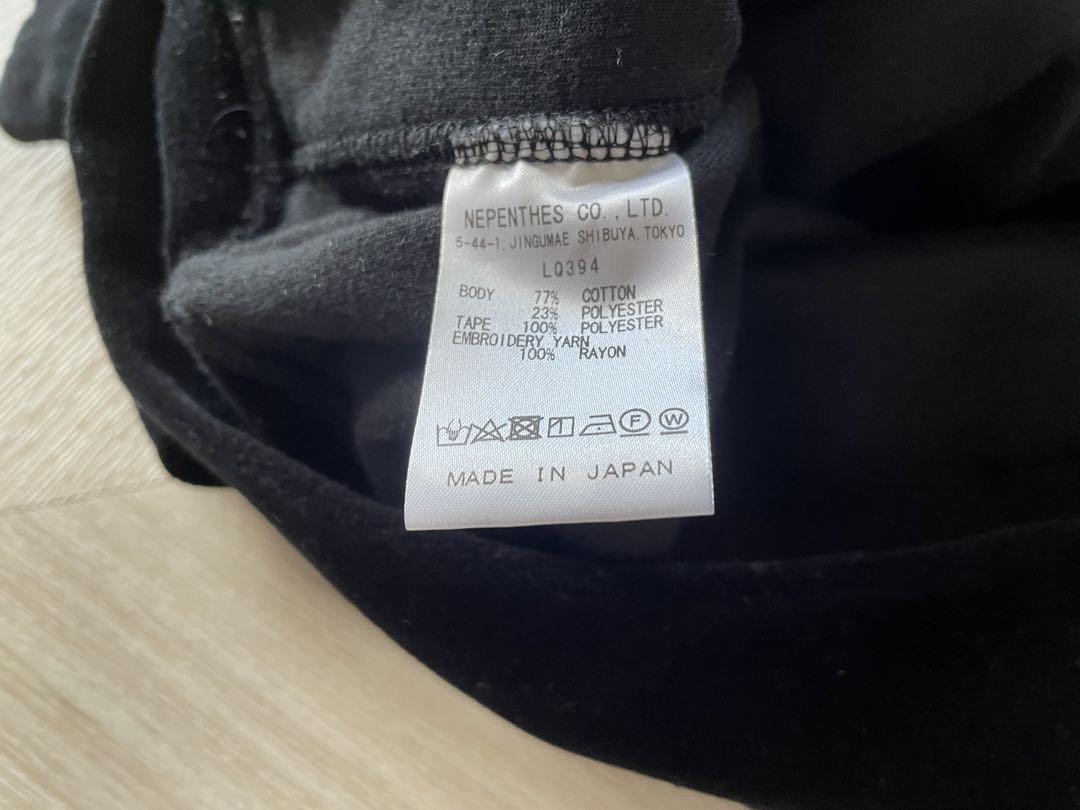 NEPENTHES CO., LTD.
5-44-1, JINGUMAE SHIBUYA, TOKYO
LQ394
BODY 77% COTTON
23% POLYESTER
TAPE 100% POLYESTER
EMBROIDERY YARN
100% RAYON
F W
MADE IN JAPAN